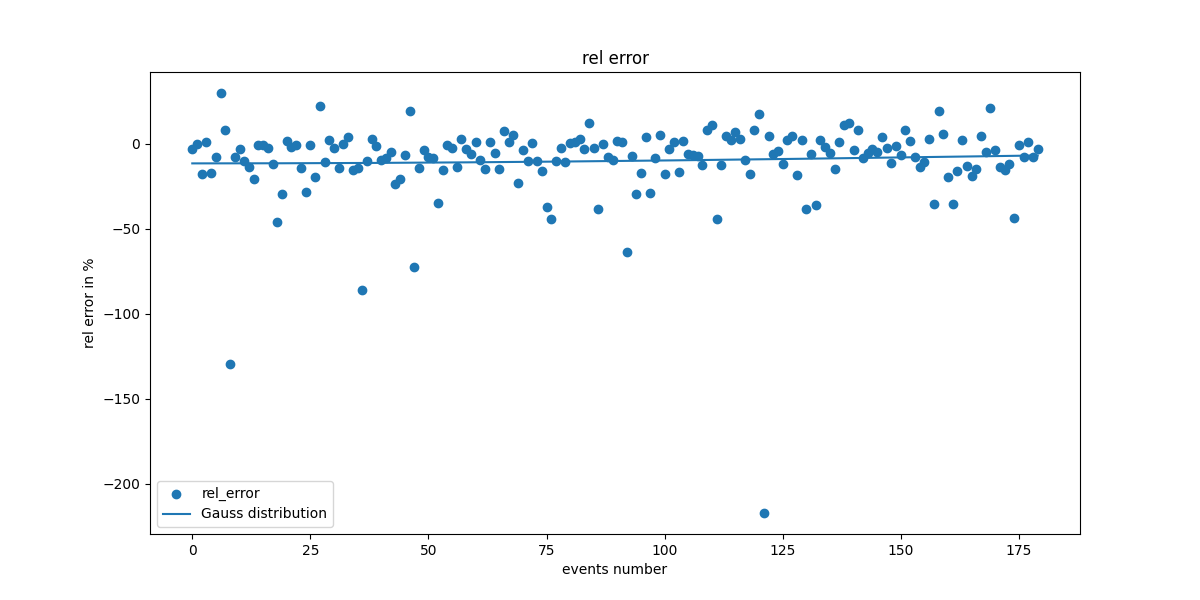 rel error
rel error in %
0
−50
−100
−150
−200
rel_error
Gauss distribution
0 25 50 75 100 125 150 175
events number